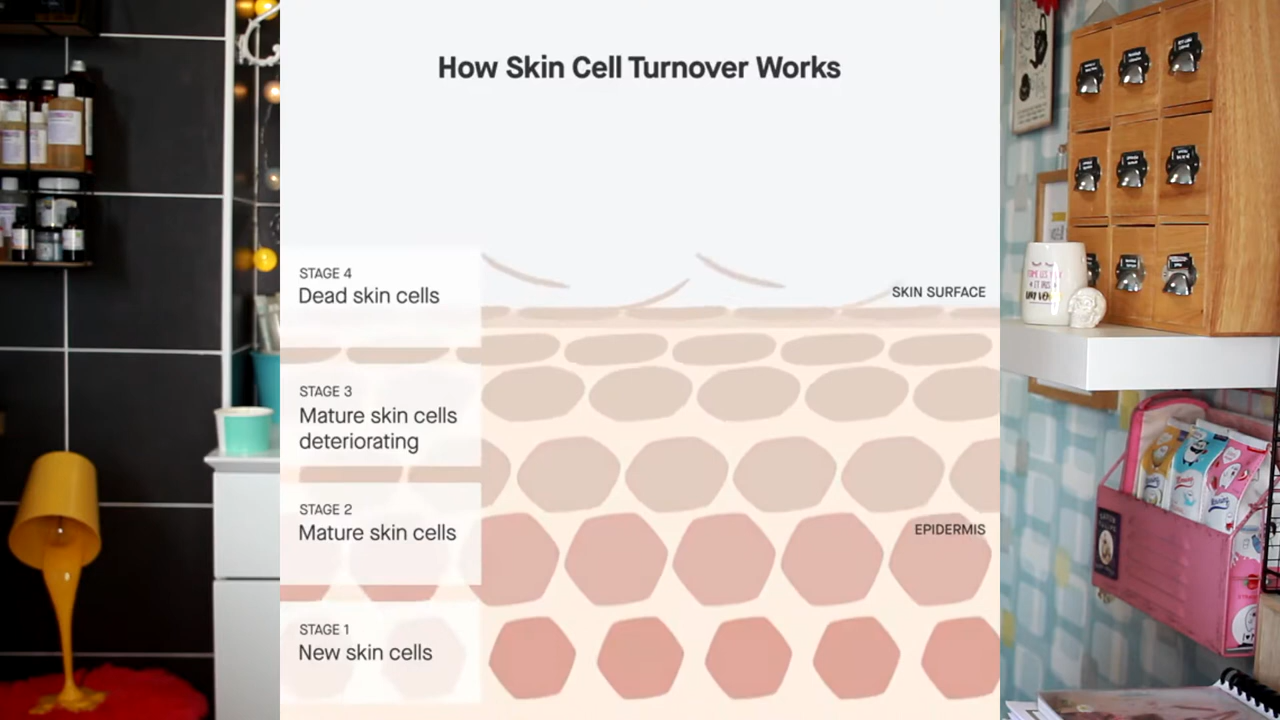 How Skin Cell Turnover Works
STAGE 4
Dead skin cells
SKIN SURFACE
STAGE 3
Mature skin cells
deteriorating
STAGE 2
Mature skin cells
EPIDERMIS
STAGE 1
New skin cells